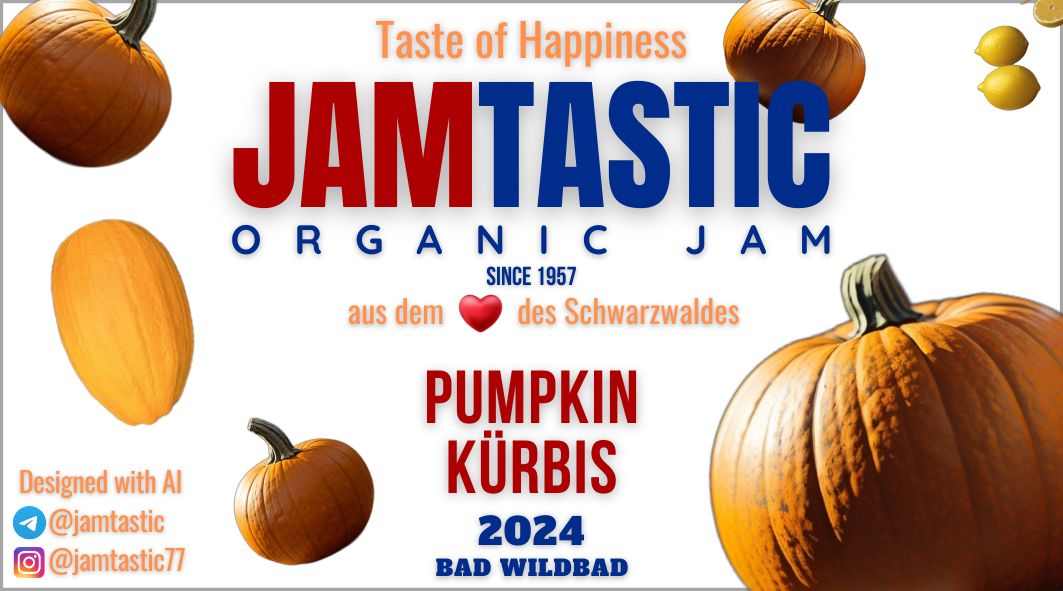 Taste of Happiness
JAMTASTIC
ORGANIC JAM
SINCE 1957
aus dem des Schwarzwaldes
PUMPKIN
KÜRBIS
2024
BAD WILDBAD
Designed with AI
@jamtastic
@jamtastic77